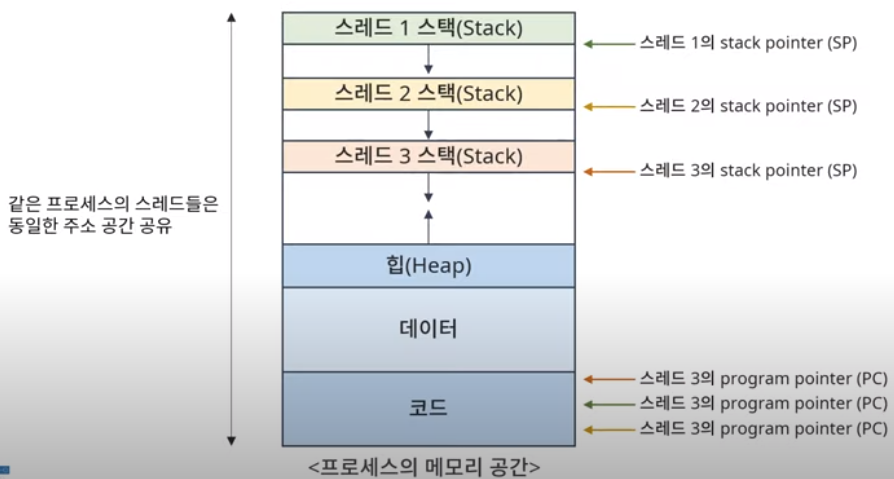 스레드 1 스택(Stack)
스레드 1의 stack pointer (SP)
스레드 2 스택(Stack)
스레드 2의 stack pointer (SP)
스레드 3 스택(Stack)
스레드 3의 stack pointer (SP)
같은 프로세스의 스레드들은
동일한 주소 공간 공유
힙(Heap)
데이터
코드
스레드 3의 program pointer (PC)
스레드 3의 program pointer (PC)
스레드 3의 program pointer (PC)
<프로세스의 메모리 공간>